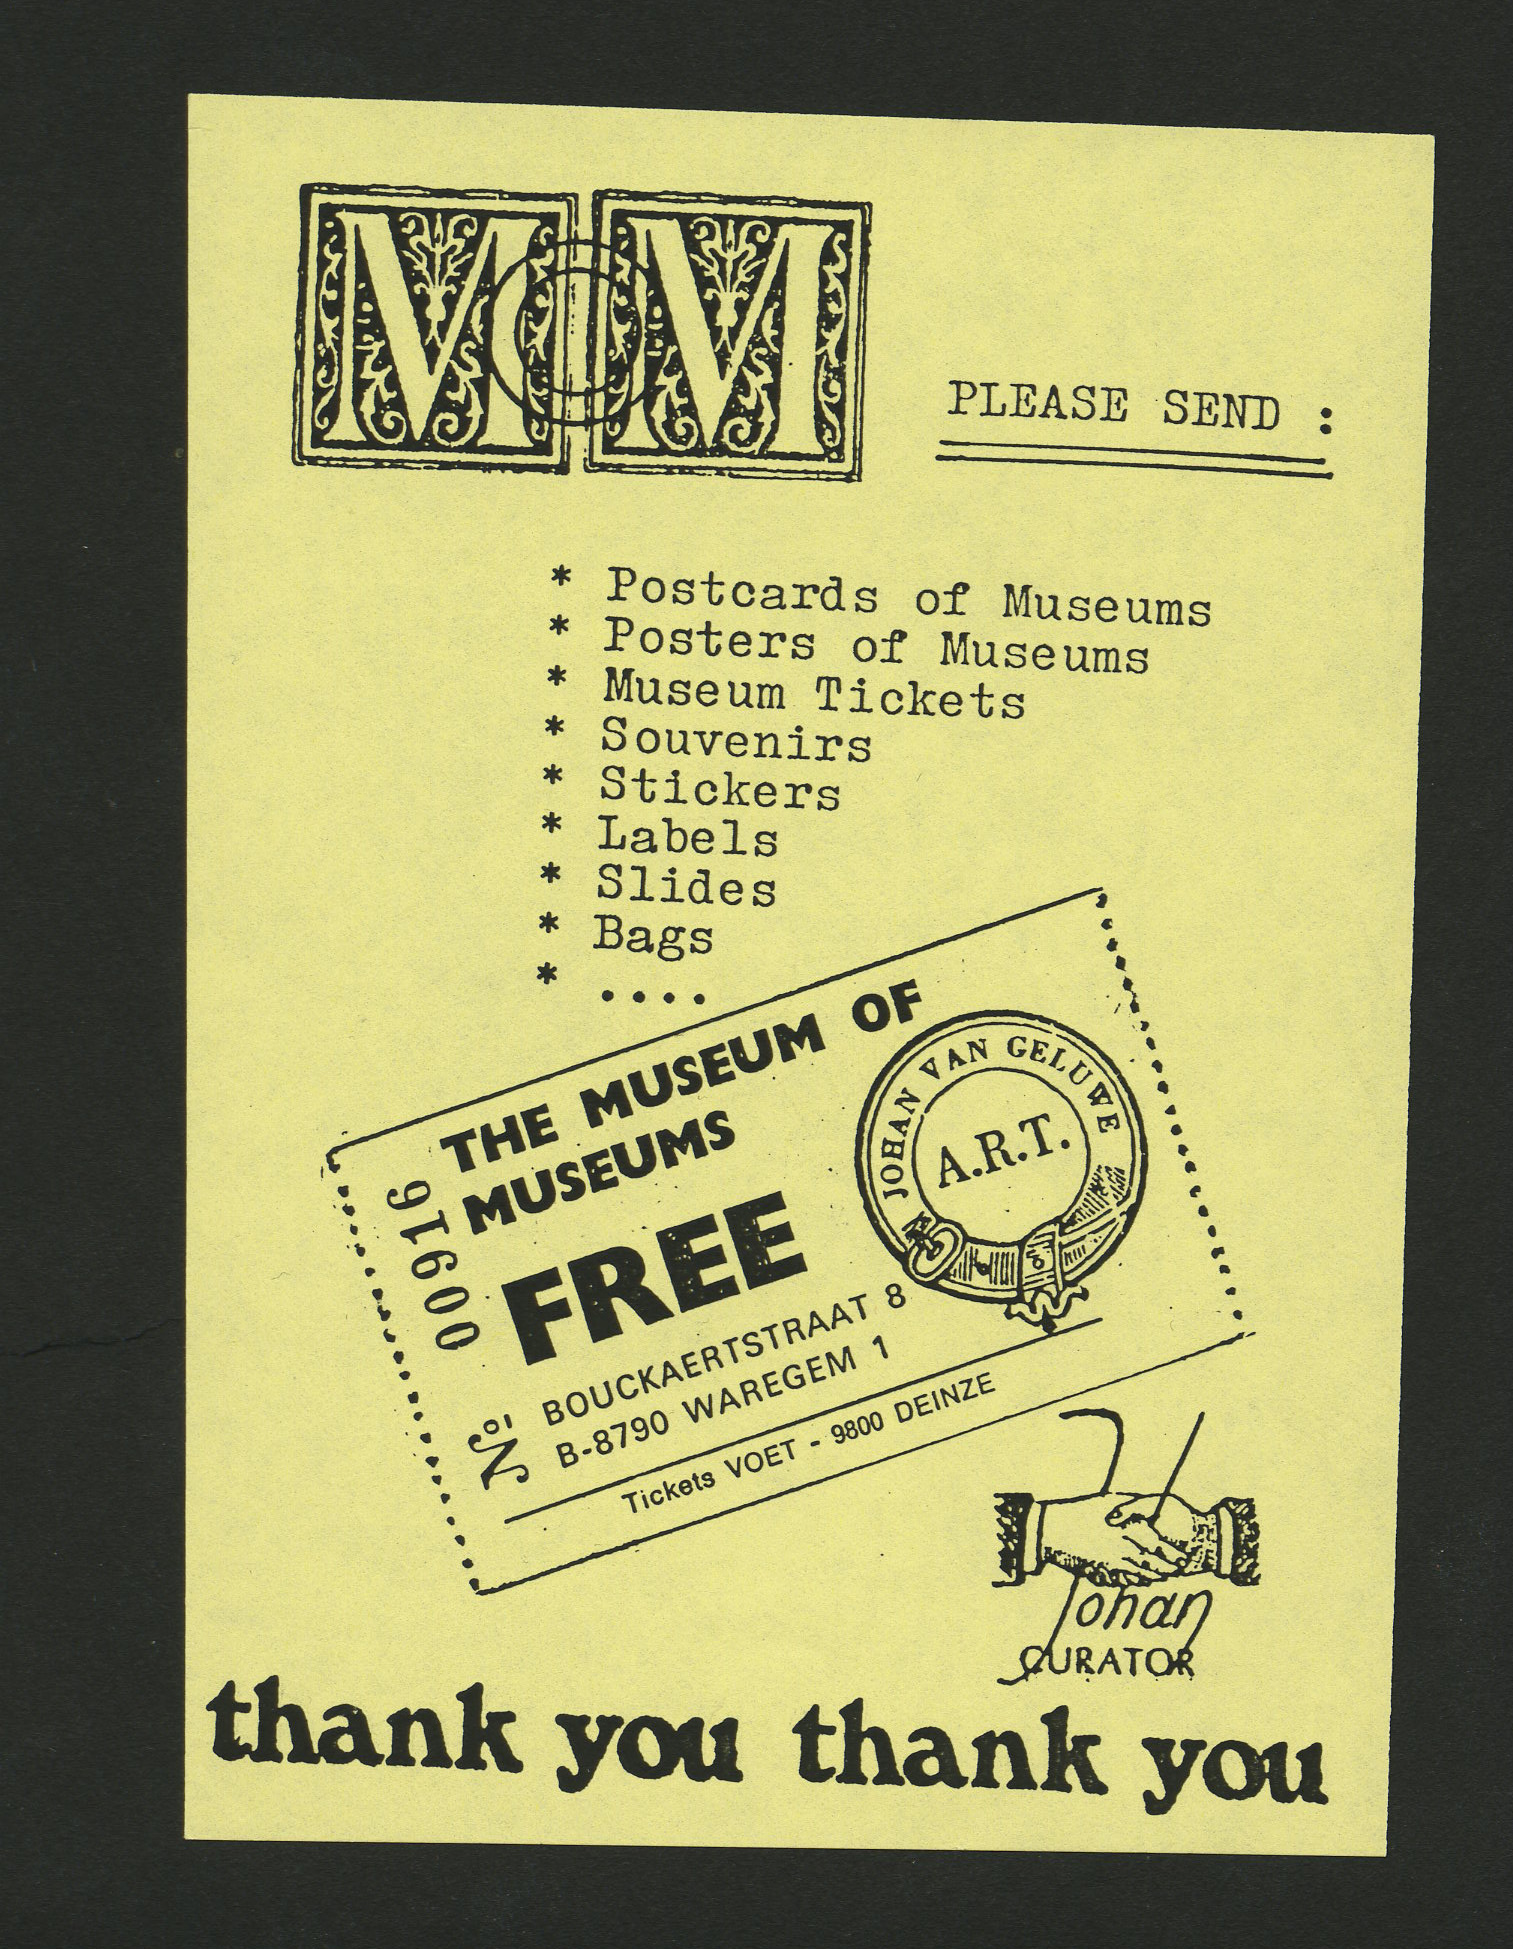 MOM
PLEASE SEND :
* Postcards of Museums
* Posters of Museums
* Museum Tickets
* Souvenirs
* Stickers
* Labels
* Slides
* Bags
* ....
THE MUSEUM OF
MUSEUMS
FREE
BOUCKAERTSTRAAT 8
B-8790 WAREGEM 1
Tickets VOET - 9800 DEINZE
No. 00916
JOHAN VAN GELUWE
A.R.T.
Johan
CURATOR
thank you thank you